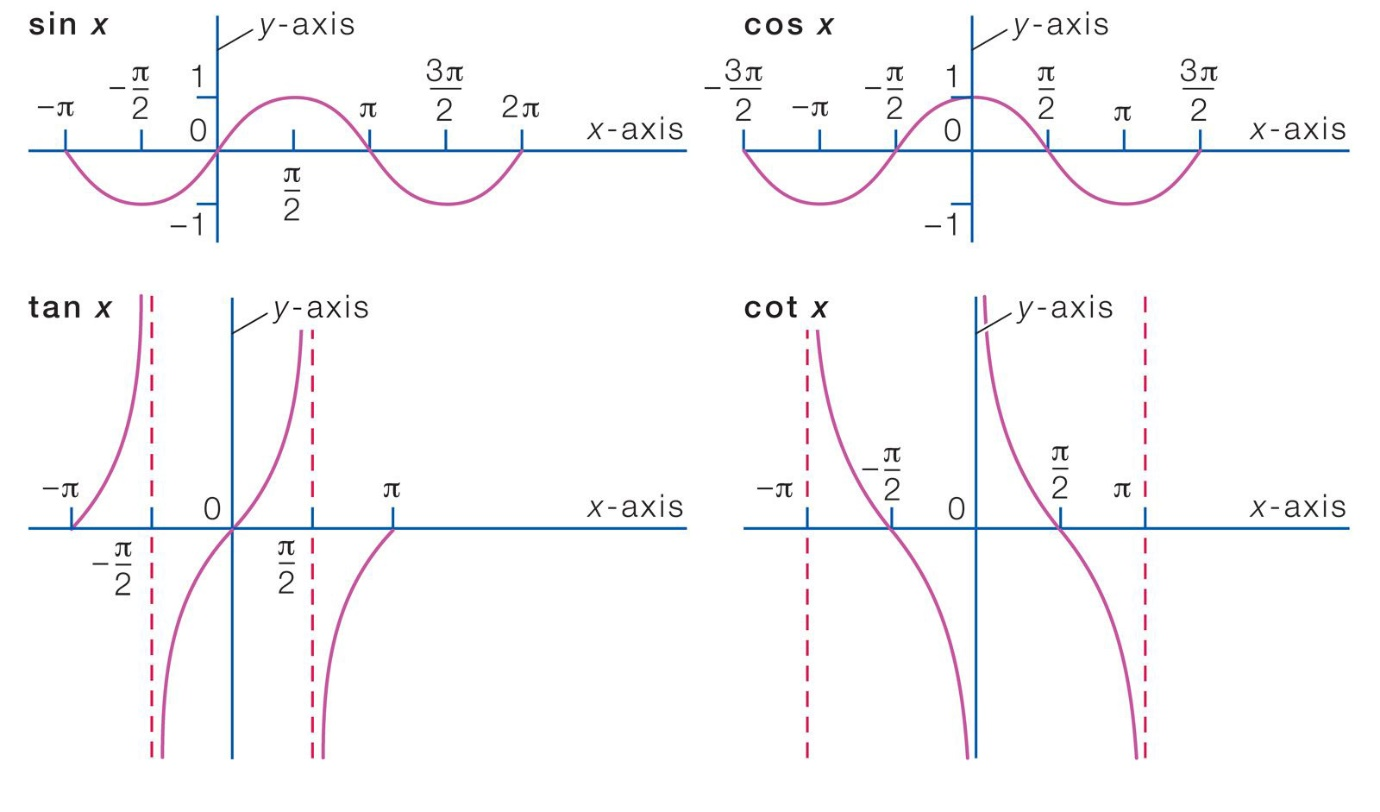 sin x
y-axis
−π
−π/2
1
0
π/2
−1
π
3π/2
2π
x-axis
cos x
y-axis
−3π/2
−π
−π/2
1
0
−1
π/2
π
3π/2
x-axis
tan x
y-axis
−π
−π/2
0
π/2
π
x-axis
cot x
y-axis
−π
−π/2
0
π/2
π
x-axis